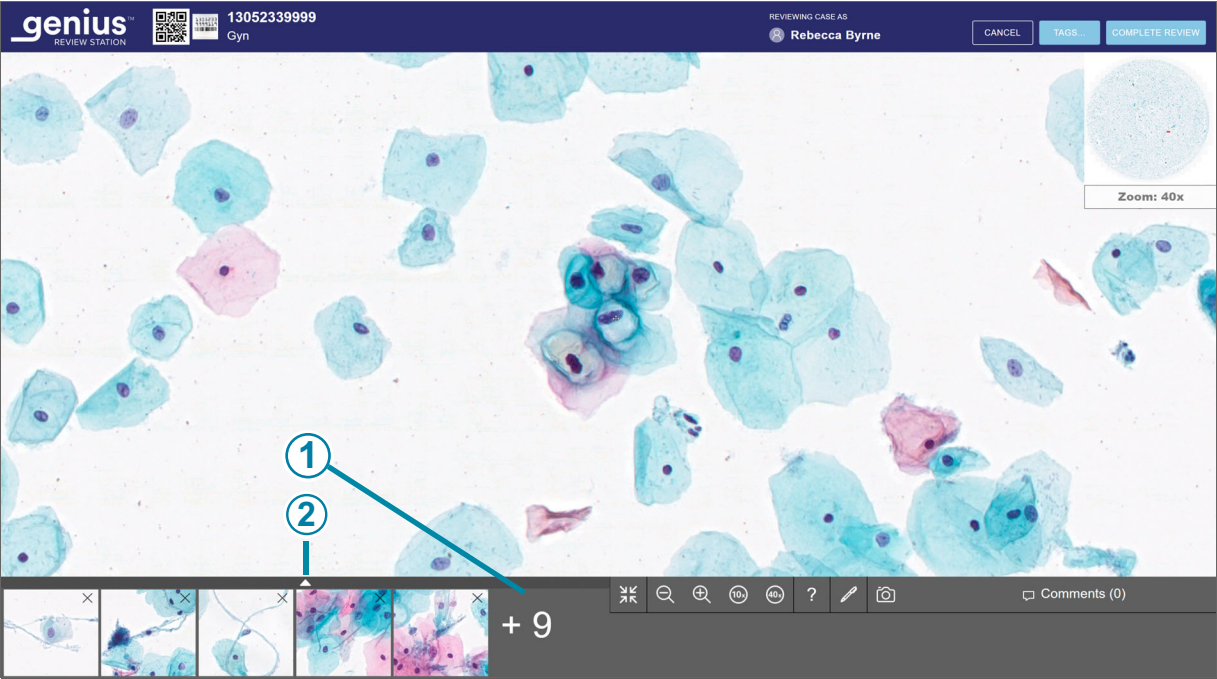 genius™
REVIEW STATION
13052339999
Gyn
REVIEWING CASE AS
Rebecca Byrne
CANCEL
TAGS...
COMPLETE REVIEW
Zoom: 40x
1
2
+ 9
10x
40x
?
Comments (0)